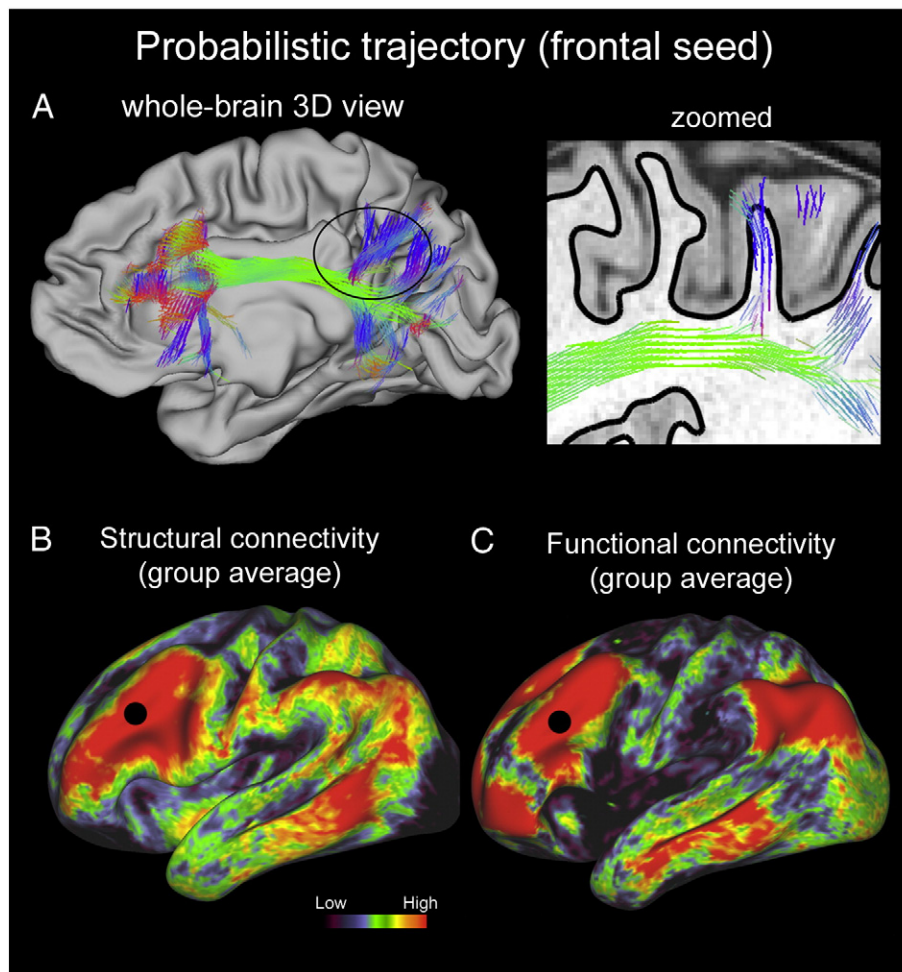 Probabilistic trajectory (frontal seed)
A
whole-brain 3D view
zoomed
B
Structural connectivity
(group average)
C
Functional connectivity
(group average)
Low
High